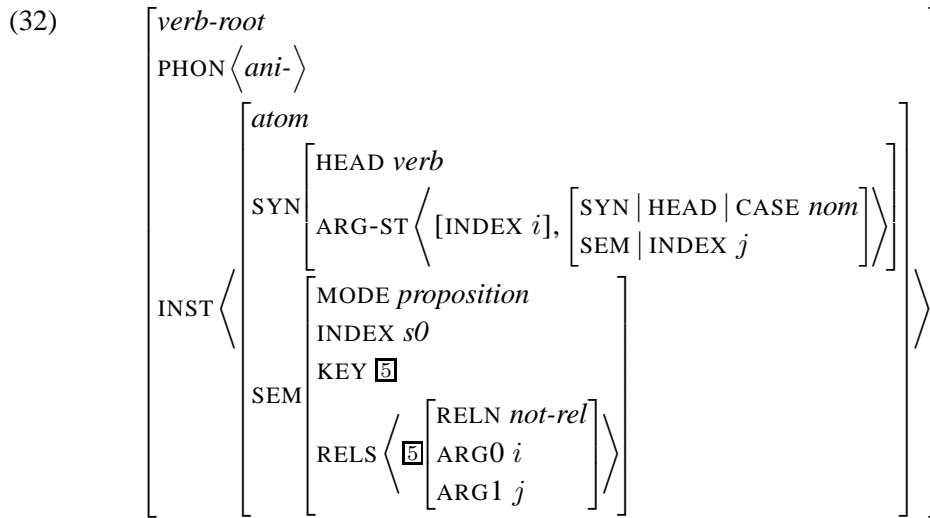 (32)
verb-root
PHON ⟨ani-⟩
atom
HEAD verb
SYN
ARG-ST ⟨ [INDEX i], [SYN | HEAD | CASE nom
SEM | INDEX j] ⟩
INST
MODE proposition
INDEX s0
KEY 5
SEM
RELN not-rel
RELS ⟨ 5 ARG0 i ⟩
ARG1 j